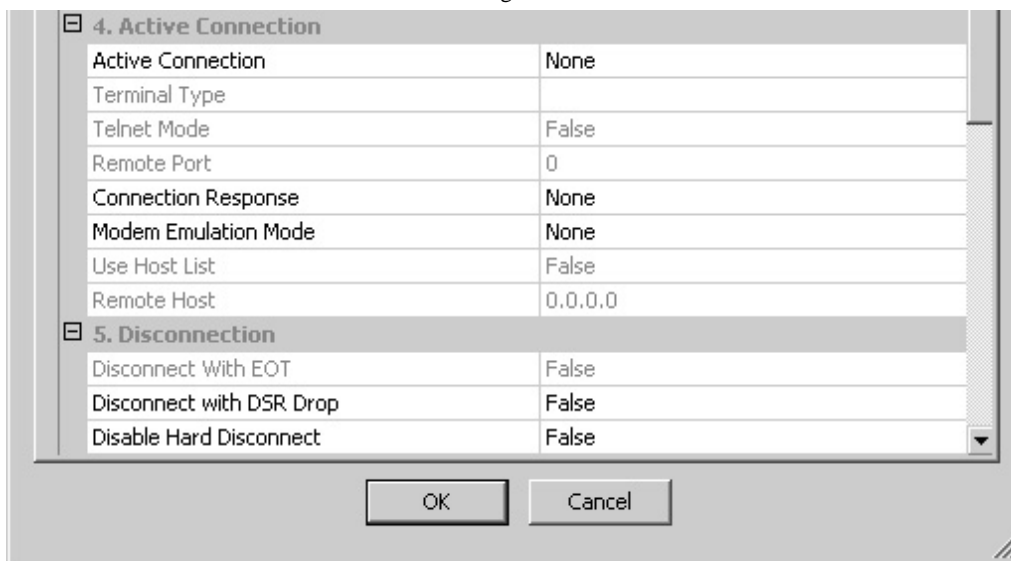 4. Active Connection
Active Connection None
Terminal Type
Telnet Mode False
Remote Port 0
Connection Response None
Modem Emulation Mode None
Use Host List False
Remote Host 0.0.0.0
5. Disconnection
Disconnect With EOT False
Disconnect with DSR Drop False
Disable Hard Disconnect False
OK Cancel